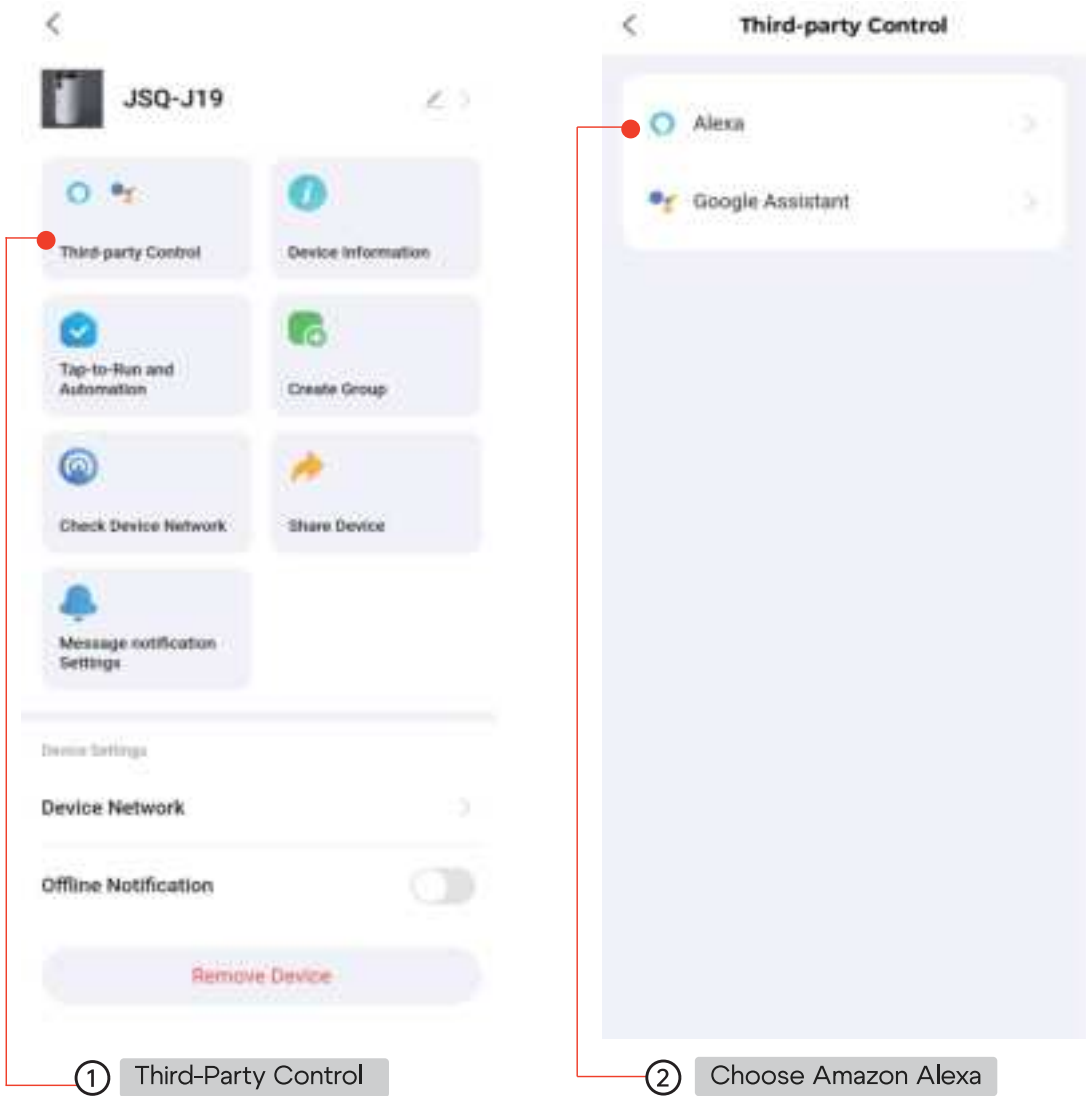 JSQ-J19
Third-party Control
Device Information
Tap-to-Run and
Automation
Create Group
Check Device Network
Share Device
Message notification
Settings
Device Settings
Device Network
Offline Notification
Remove Device
① Third-Party Control
Third-party Control
Alexa
Google Assistant
② Choose Amazon Alexa